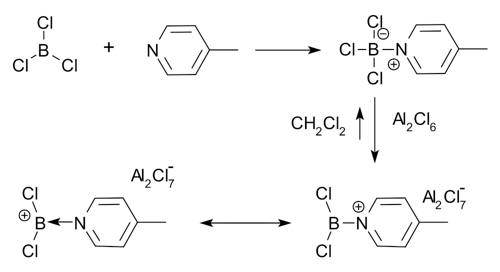 Cl
B
Cl
Cl
+
N
Cl
Cl B ⊖ N ⊕
Cl
CH₂Cl₂
Al₂Cl₆
Al₂Cl₇⁻
Cl
⊕ B N
Cl
Al₂Cl₇⁻
Cl
B N ⊕
Cl